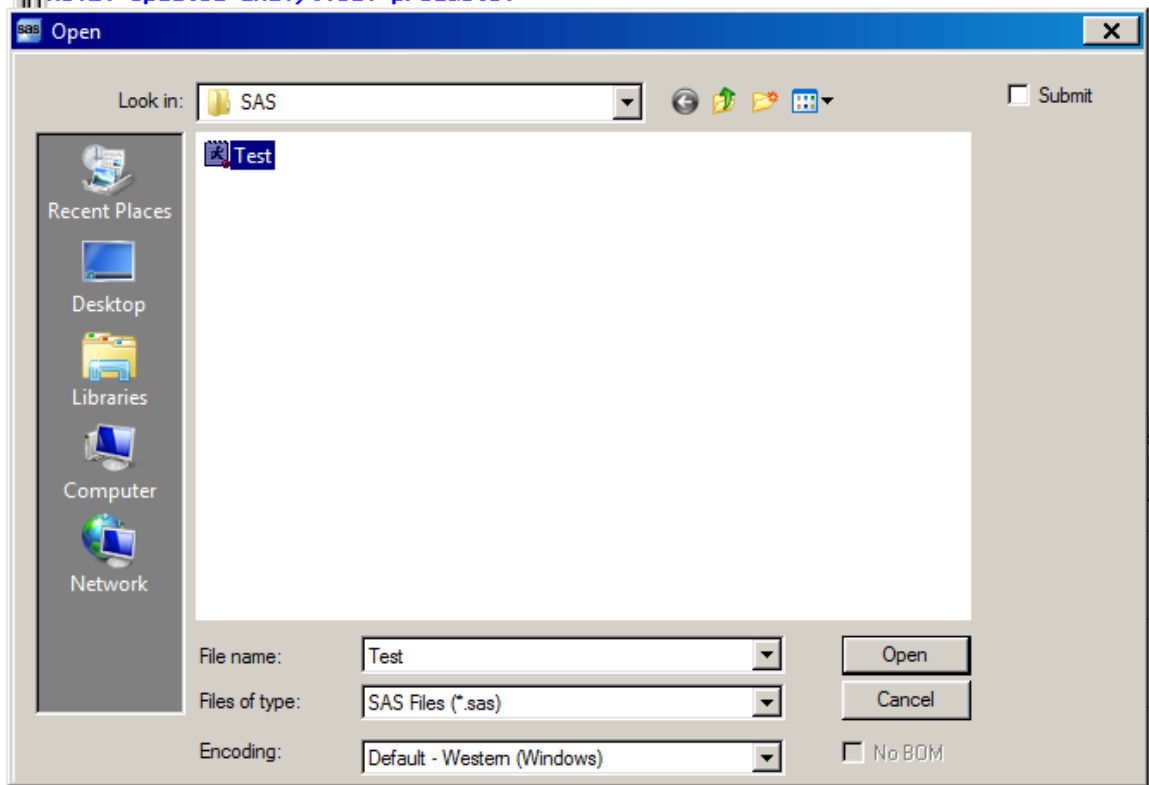 sas Open
Look in: SAS Submit
Test
Recent Places
Desktop
Libraries
Computer
Network
File name: Test Open
Files of type: SAS Files (*.sas) Cancel
Encoding: Default - Western (Windows) No BOM